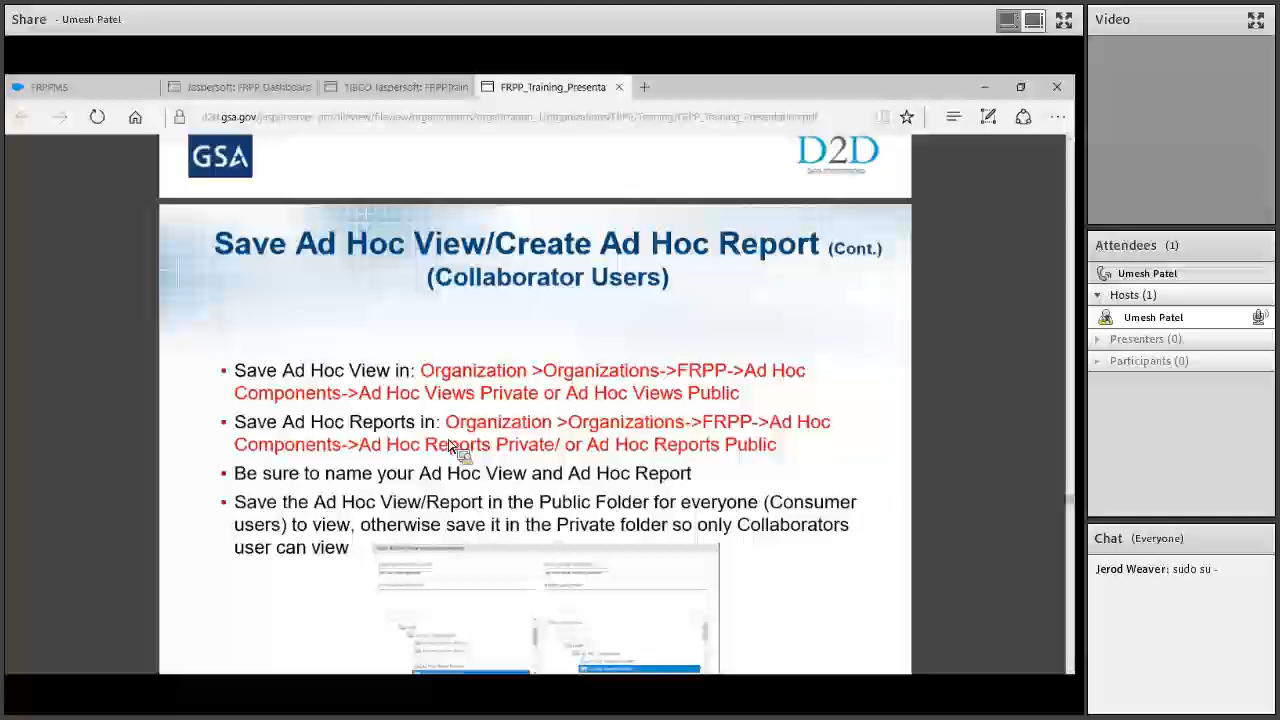 Share - Umesh Patel
Video
FRPPMS
Jaspersoft: FRPP Dashboard
TIBCO Jaspersoft: FRPPTrain
FRPP_Training_Presenta
GSA
D2D
Save Ad Hoc View/Create Ad Hoc Report (Cont.)
(Collaborator Users)
▪ Save Ad Hoc View in: Organization >Organizations->FRPP->Ad Hoc
Components->Ad Hoc Views Private or Ad Hoc Views Public
▪ Save Ad Hoc Reports in: Organization >Organizations->FRPP->Ad Hoc
Components->Ad Hoc Reports Private/ or Ad Hoc Reports Public
▪ Be sure to name your Ad Hoc View and Ad Hoc Report
▪ Save the Ad Hoc View/Report in the Public Folder for everyone (Consumer
users) to view, otherwise save it in the Private folder so only Collaborators
user can view
Attendees (1)
Umesh Patel
Hosts (1)
Umesh Patel
Presenters (0)
Participants (0)
Chat (Everyone)
Jerod Weaver: sudo su -